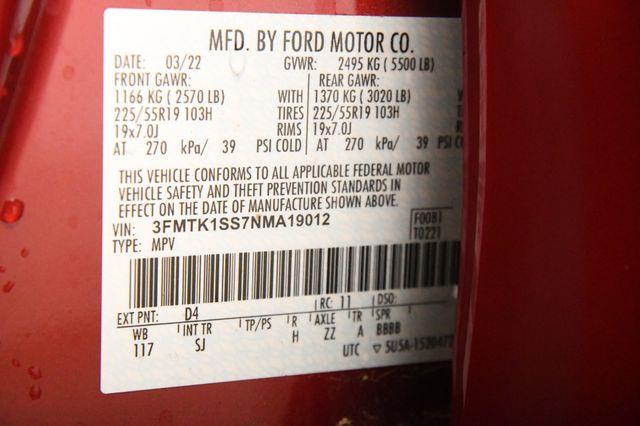 MFD. BY FORD MOTOR CO.
DATE: 03/22 GVWR: 2495 KG ( 5500 LB)
FRONT GAWR: REAR GAWR:
1166 KG ( 2570 LB) WITH 1370 KG ( 3020 LB)
225/55R19 103H TIRES 225/55R19 103H
19x7.0J RIMS 19x7.0J
AT 270 kPa/ 39 PSI COLD AT 270 kPa/ 39 PSI
THIS VEHICLE CONFORMS TO ALL APPLICABLE FEDERAL MOTOR
VEHICLE SAFETY AND THEFT PREVENTION STANDARDS IN
EFFECT ON THE DATE OF MANUFACTURE SHOWN ABOVE.
VIN: 3FMTK1SS7NMA19012 F0081
TYPE: MPV T0221
EXT PNT: D4 RC: 11 DSO:
WB INT TR TP/PS R AXLE TR SPR
117 SJ H ZZ A BBBB
UTC